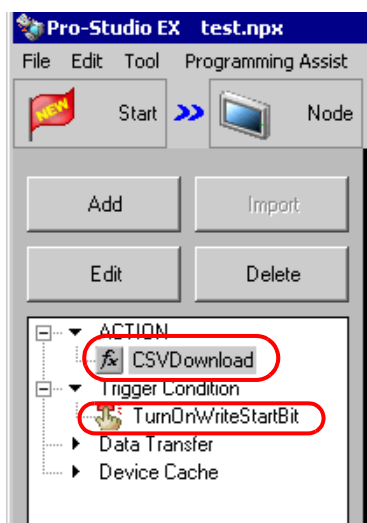 Pro-Studio EX test.npx
File Edit Tool Programming Assist
NEW Start Node
Add Import
Edit Delete
ACTION
fx CSVDownload
Trigger Condition
TurnOnWriteStartBit
Data Transfer
Device Cache